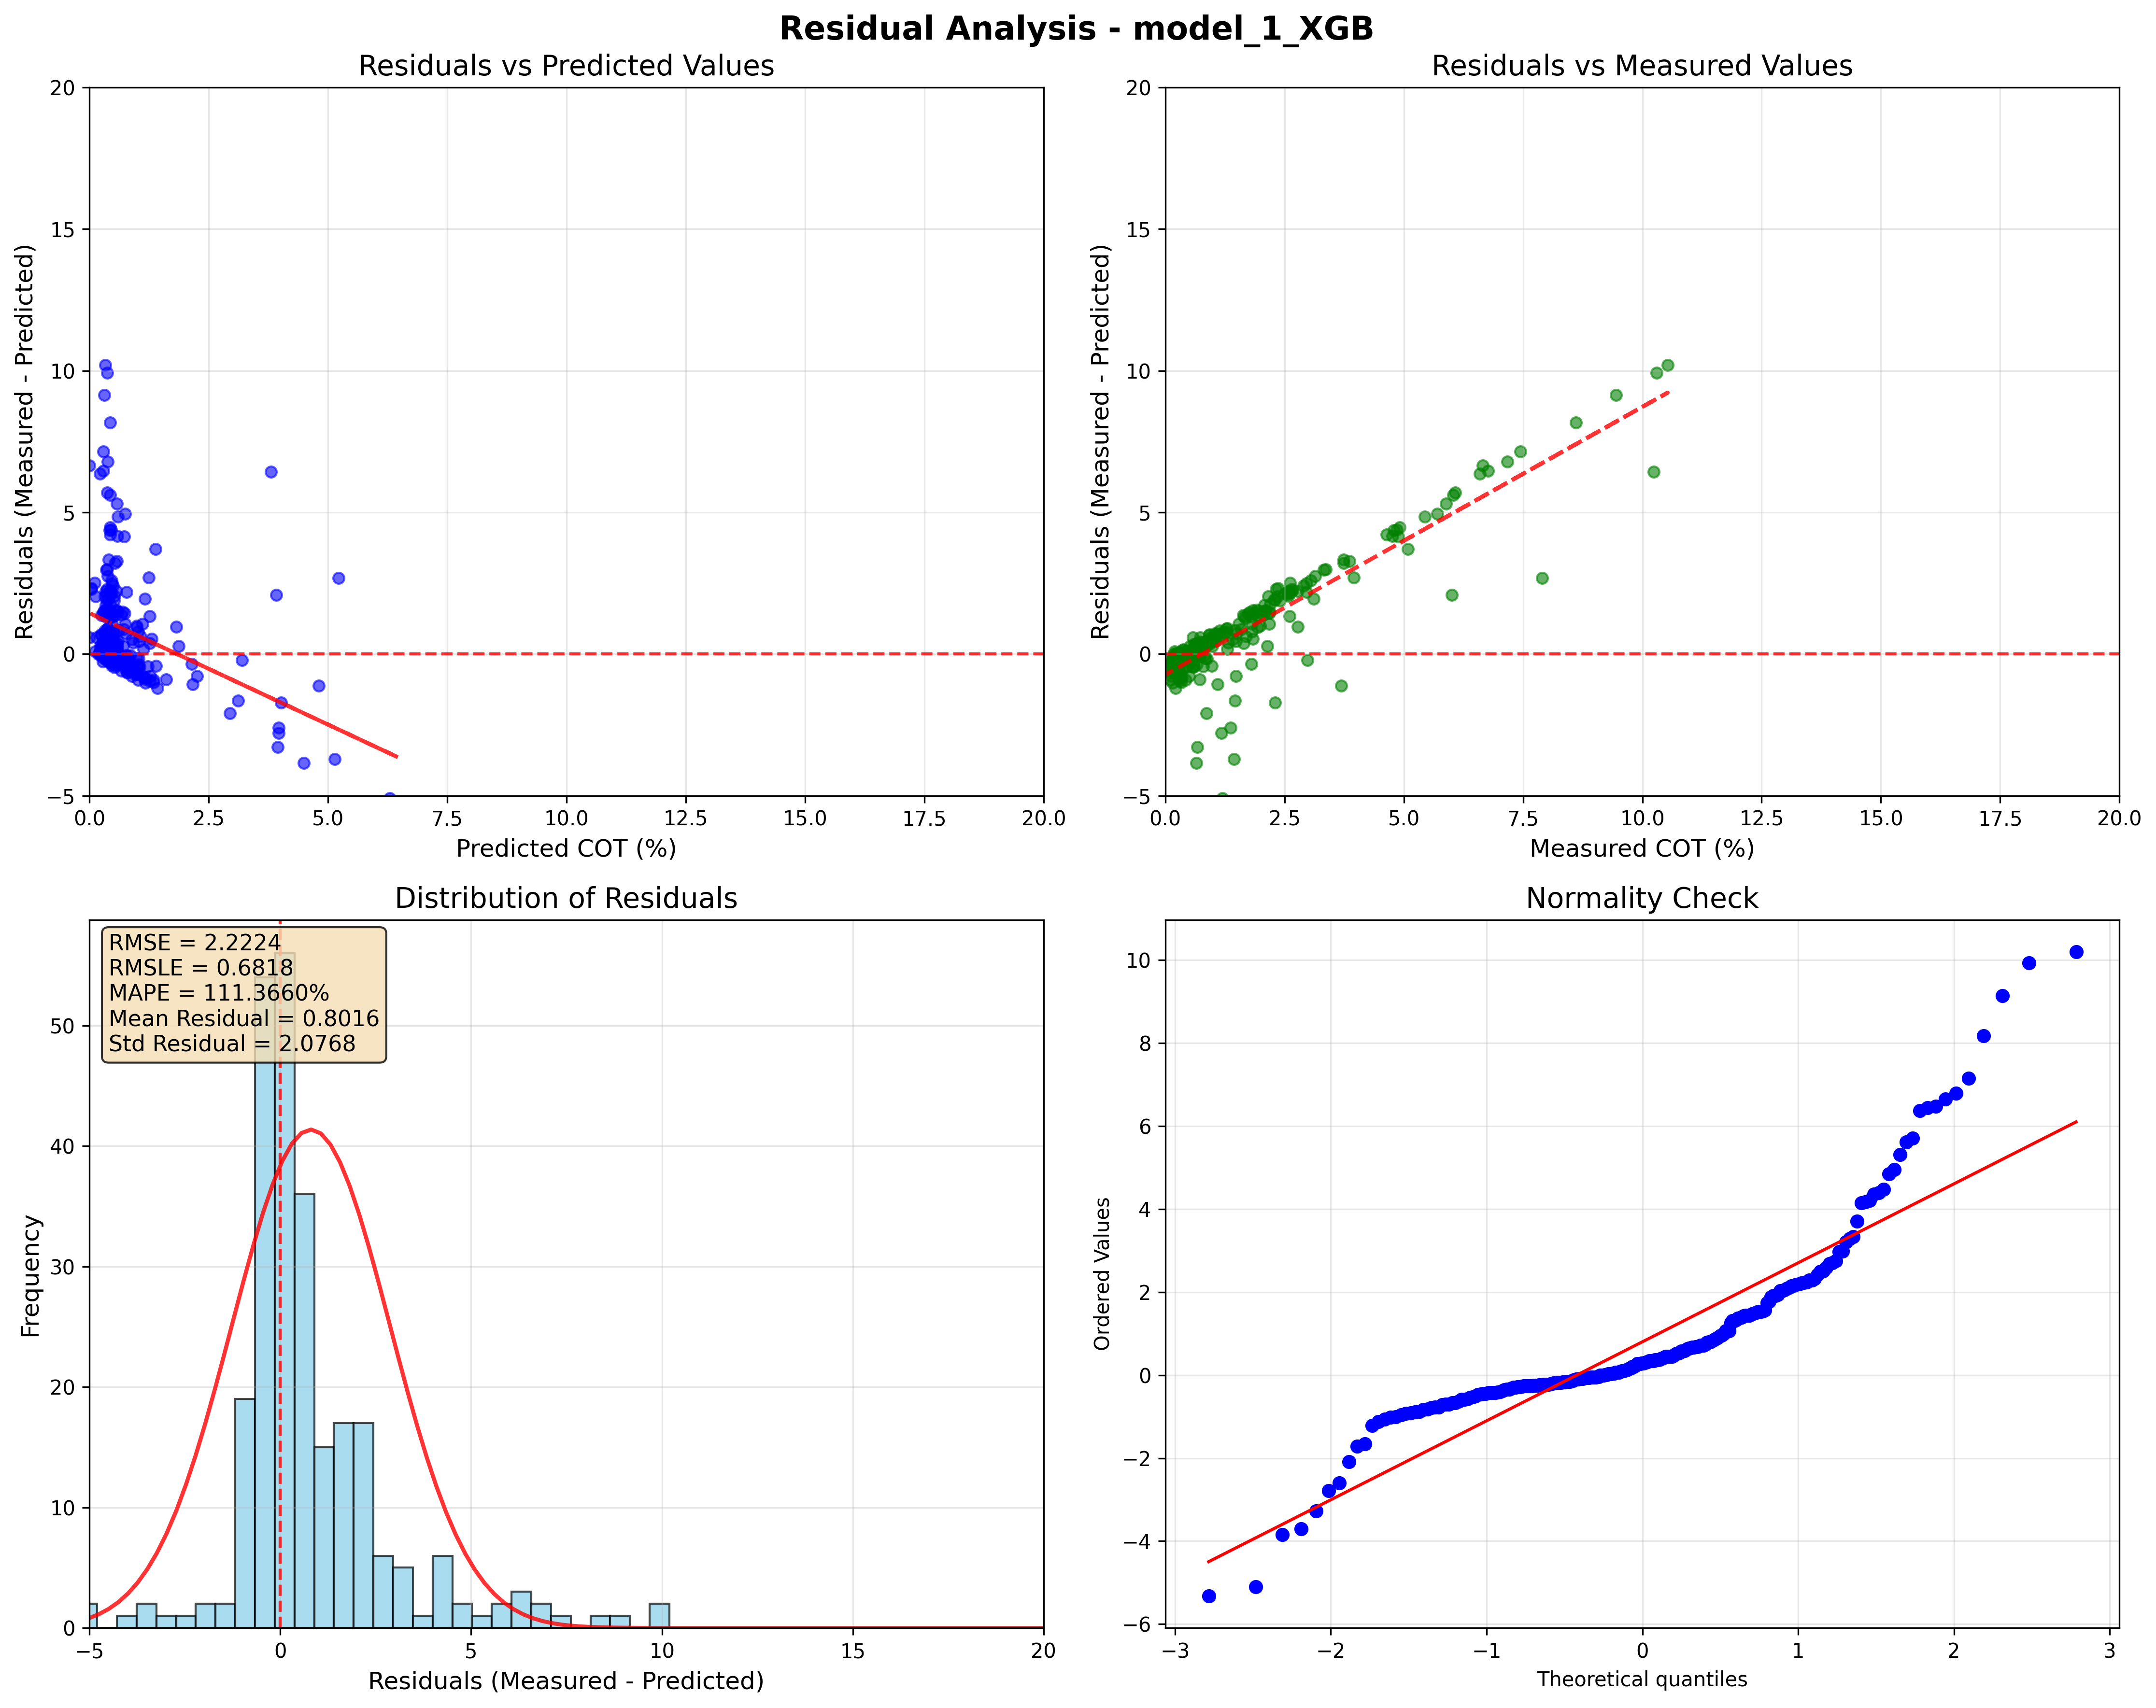 Residual Analysis - model_1_XGB
Residuals vs Predicted Values
20
15
10
5
0
−5
Residuals (Measured - Predicted)
0.0 2.5 5.0 7.5 10.0 12.5 15.0 17.5 20.0
Predicted COT (%)
Residuals vs Measured Values
20
15
10
5
0
−5
Residuals (Measured - Predicted)
0.0 2.5 5.0 7.5 10.0 12.5 15.0 17.5 20.0
Measured COT (%)
Distribution of Residuals
RMSE = 2.2224
RMSLE = 0.6818
MAPE = 111.3660%
Mean Residual = 0.8016
Std Residual = 2.0768
50
40
30
20
10
0
Frequency
−5 0 5 10 15 20
Residuals (Measured - Predicted)
Normality Check
10
8
6
4
2
0
−2
−4
−6
Ordered Values
−3 −2 −1 0 1 2 3
Theoretical quantiles